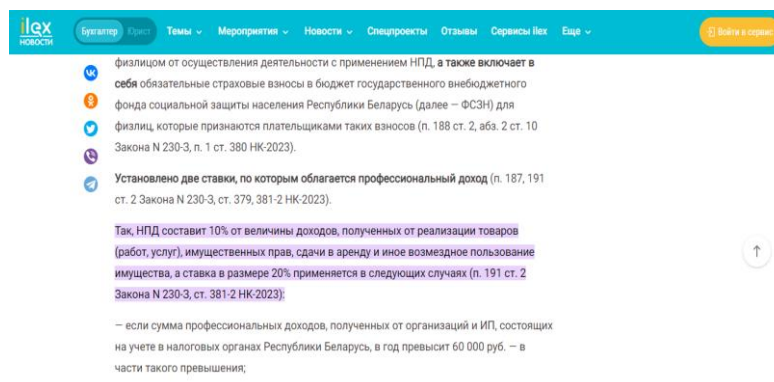 ilex
НОВОСТИ
Бухгалтер Юрист Темы Мероприятия Новости Спецпроекты Отзывы Сервисы ilex Еще Войти в сервис
физлицом от осуществления деятельности с применением НПД, а также включает в
себя обязательные страховые взносы в бюджет государственного внебюджетного
фонда социальной защиты населения Республики Беларусь (далее — ФСЗН) для
физлиц, которые признаются плательщиками таких взносов (п. 188 ст. 2, абз. 2 ст. 10
Закона N 230-З, п. 1 ст. 380 НК-2023).
Установлено две ставки, по которым облагается профессиональный доход (п. 187, 191
ст. 2 Закона N 230-З, ст. 379, 381-2 НК-2023).
Так, НПД составит 10% от величины доходов, полученных от реализации товаров
(работ, услуг), имущественных прав, сдачи в аренду и иное возмездное пользование
имущества, а ставка в размере 20% применяется в следующих случаях (п. 191 ст. 2
Закона N 230-З, ст. 381-2 НК-2023):
— если сумма профессиональных доходов, полученных от организаций и ИП, состоящих
на учете в налоговых органах Республики Беларусь, в год превысит 60 000 руб. — в
части такого превышения;